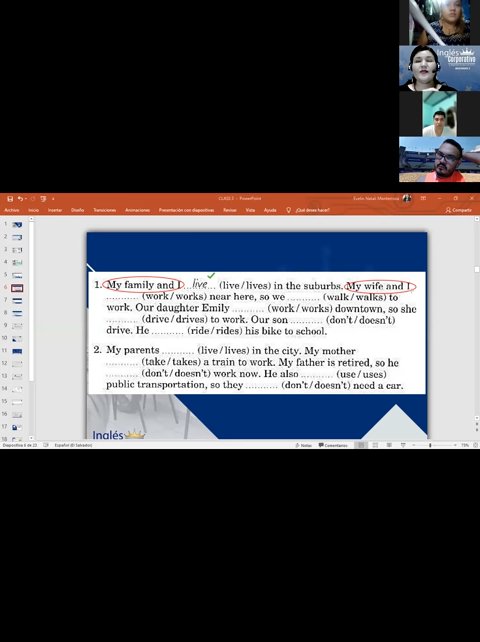 Inglés
Corporativo
CLASE 3 - PowerPoint
Archivo Inicio Insertar Diseño Transiciones Animaciones Presentación con diapositivas Revisar Vista Ayuda ¿Qué desea hacer? Compartir
1. My family and I ...live... (live / lives) in the suburbs. My wife and I
.......... (work / works) near here, so we .......... (walk / walks) to
work. Our daughter Emily .......... (work / works) downtown, so she
.......... (drive / drives) to work. Our son .......... (don't / doesn't)
drive. He .......... (ride / rides) his bike to school.
2. My parents .......... (live / lives) in the city. My mother
.......... (take / takes) a train to work. My father is retired, so he
.......... (don't / doesn't) work now. He also .......... (use / uses)
public transportation, so they .......... (don't / doesn't) need a car.
Inglés
Español (El Salvador) Notas Comentarios